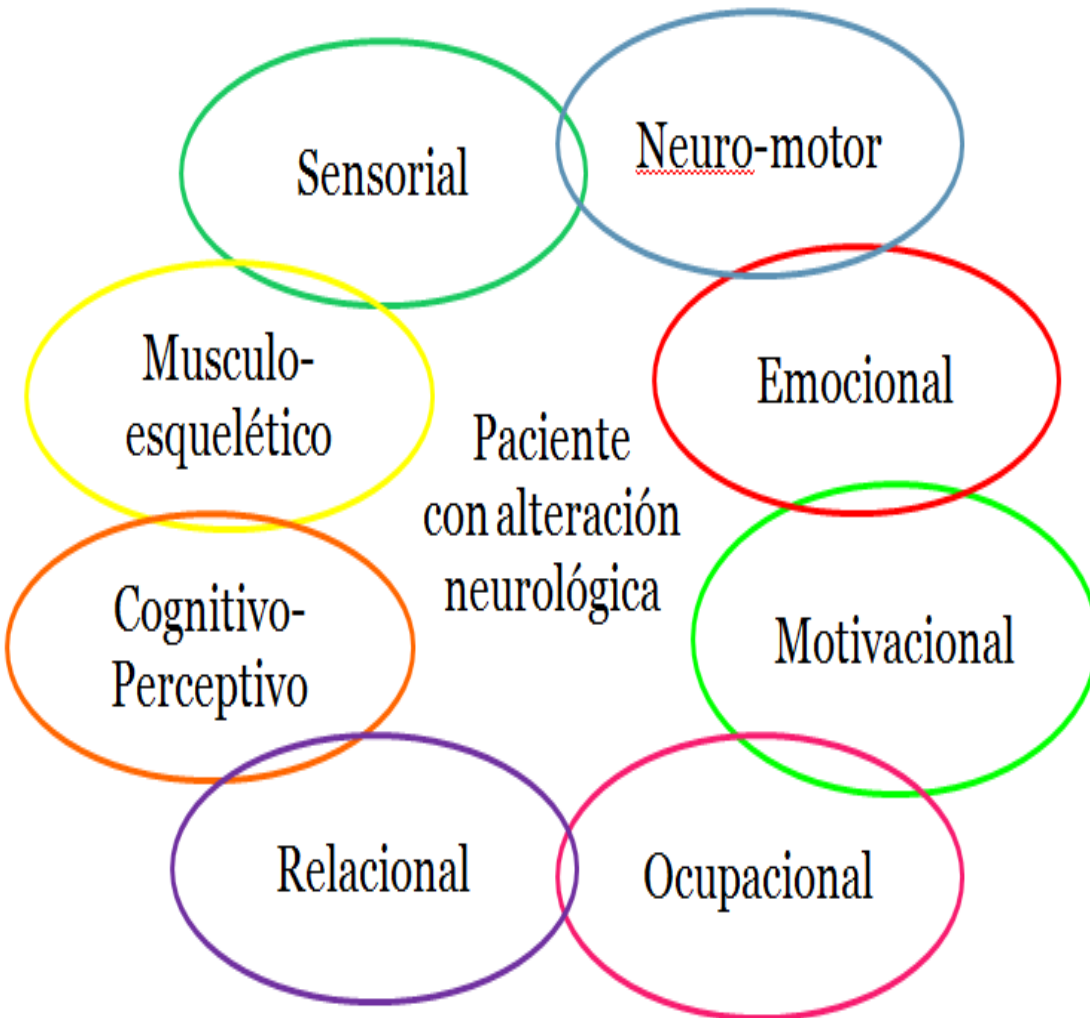 Sensorial
Neuro-motor
Musculo-
esquelético
Emocional
Paciente
con alteración
neurológica
Cognitivo-
Perceptivo
Motivacional
Relacional
Ocupacional